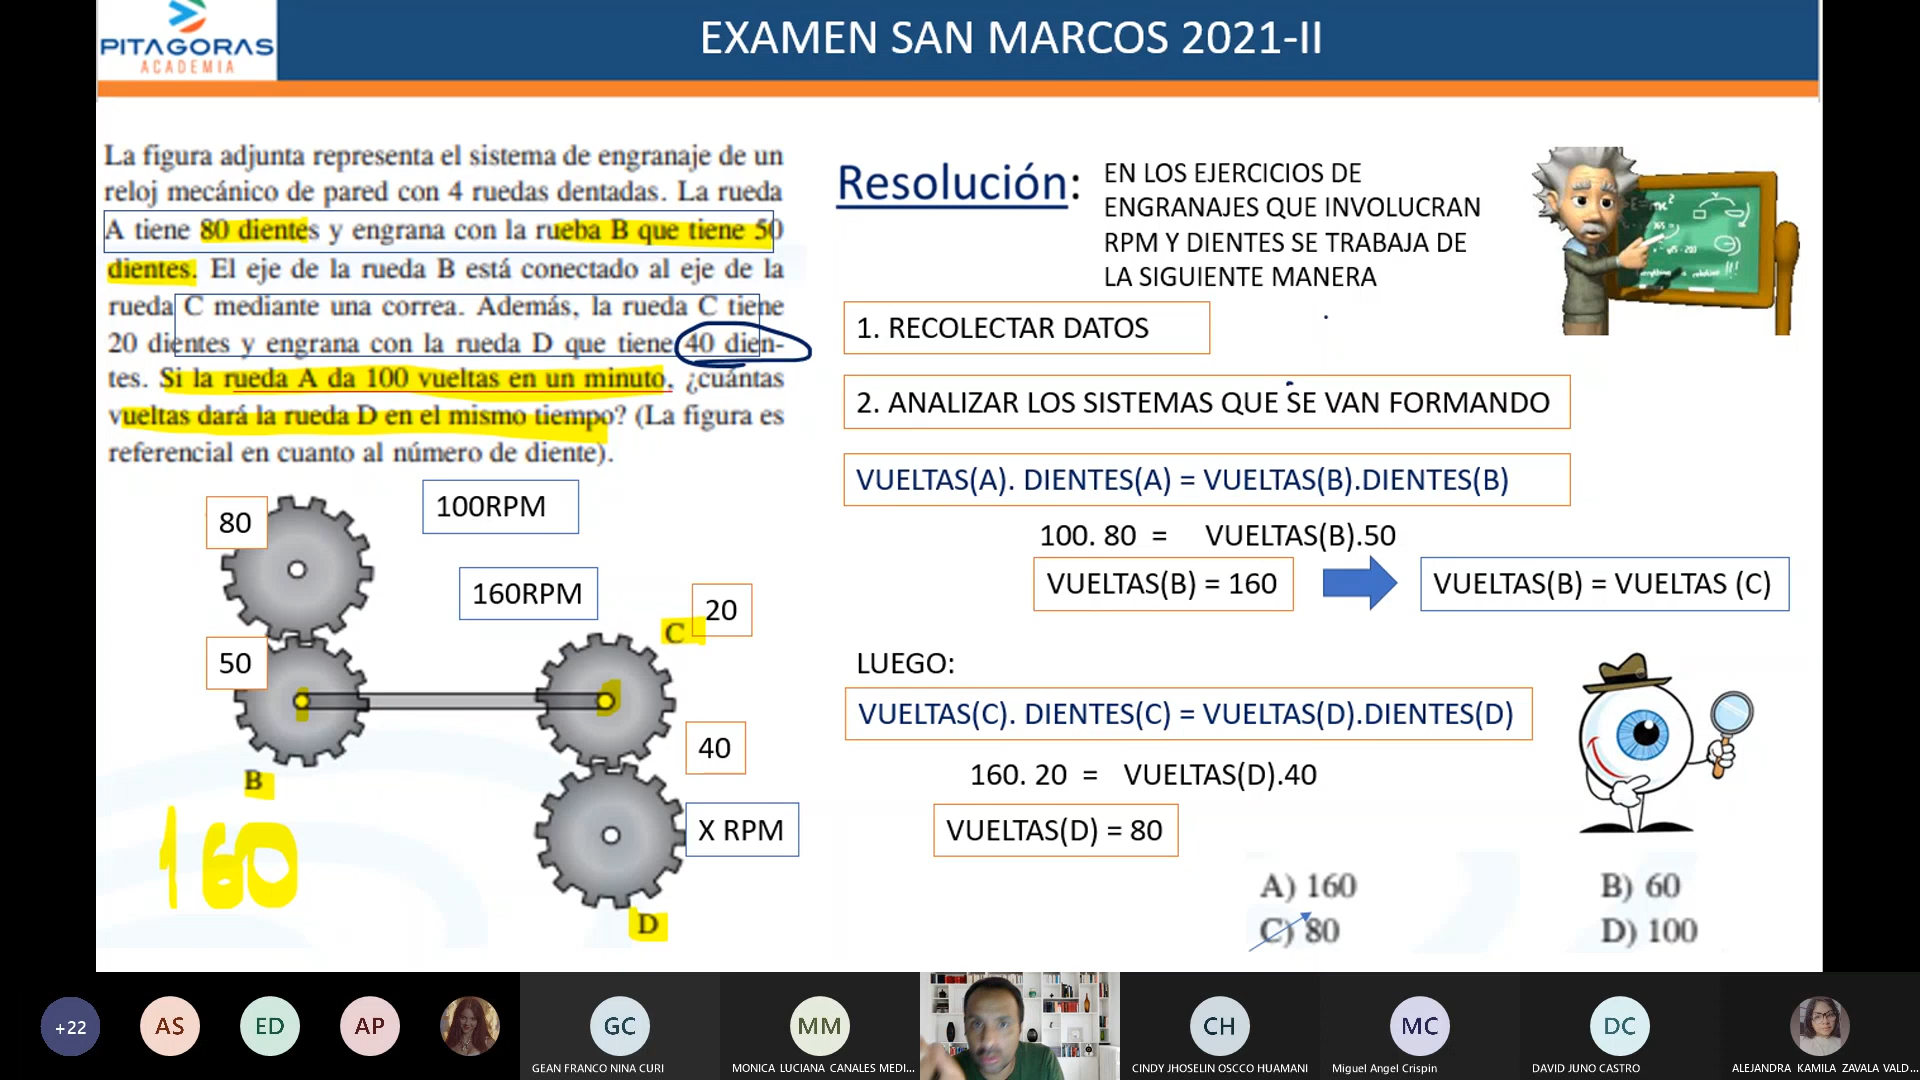 PITAGORAS
ACADEMIA
EXAMEN SAN MARCOS 2021-II
La figura adjunta representa el sistema de engranaje de un
reloj mecánico de pared con 4 ruedas dentadas. La rueda
A tiene 80 dientes y engrana con la rueba B que tiene 50
dientes. El eje de la rueda B está conectado al eje de la
rueda C mediante una correa. Además, la rueda C tiene
20 dientes y engrana con la rueda D que tiene 40 dien-
tes. Si la rueda A da 100 vueltas en un minuto, ¿cuántas
vueltas dará la rueda D en el mismo tiempo? (La figura es
referencial en cuanto al número de diente).
80
100RPM
160RPM
20
C
50
B
40
X RPM
D
160
Resolución:
EN LOS EJERCICIOS DE
ENGRANAJES QUE INVOLUCRAN
RPM Y DIENTES SE TRABAJA DE
LA SIGUIENTE MANERA
1. RECOLECTAR DATOS
2. ANALIZAR LOS SISTEMAS QUE SE VAN FORMANDO
VUELTAS(A). DIENTES(A) = VUELTAS(B).DIENTES(B)
100. 80 = VUELTAS(B).50
VUELTAS(B) = 160
VUELTAS(B) = VUELTAS (C)
LUEGO:
VUELTAS(C). DIENTES(C) = VUELTAS(D).DIENTES(D)
160. 20 = VUELTAS(D).40
VUELTAS(D) = 80
A) 160
B) 60
C) 80
D) 100
+22
AS
ED
AP
GC
GEAN FRANCO NINA CURI
MM
MONICA LUCIANA CANALES MEDI...
CH
CINDY JHOSELIN OSCCO HUAMANI
MC
Miguel Angel Crispin
DC
DAVID JUNO CASTRO
ALEJANDRA KAMILA ZAVALA VALD...